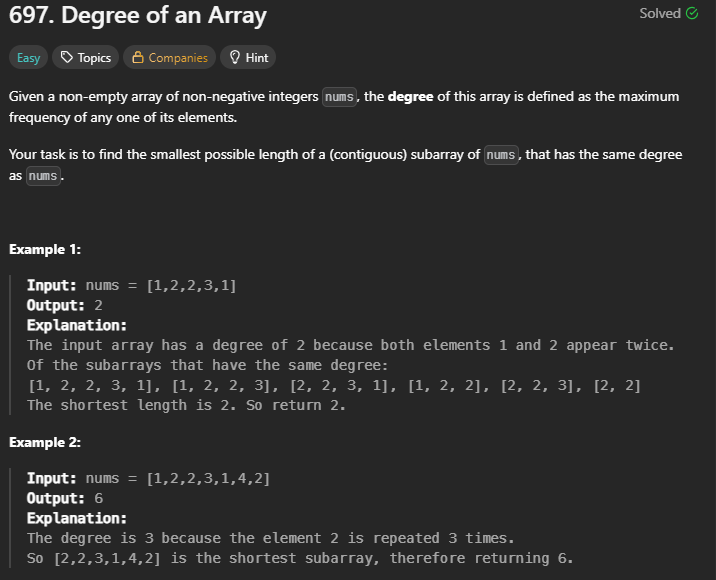 697. Degree of an Array
Solved
Easy
Topics
Companies
Hint
Given a non-empty array of non-negative integers nums, the degree of this array is defined as the maximum
frequency of any one of its elements.
Your task is to find the smallest possible length of a (contiguous) subarray of nums, that has the same degree
as nums.
Example 1:
Input: nums = [1,2,2,3,1]
Output: 2
Explanation:
The input array has a degree of 2 because both elements 1 and 2 appear twice.
Of the subarrays that have the same degree:
[1, 2, 2, 3, 1], [1, 2, 2, 3], [2, 2, 3, 1], [1, 2, 2], [2, 2, 3], [2, 2]
The shortest length is 2. So return 2.
Example 2:
Input: nums = [1,2,2,3,1,4,2]
Output: 6
Explanation:
The degree is 3 because the element 2 is repeated 3 times.
So [2,2,3,1,4,2] is the shortest subarray, therefore returning 6.